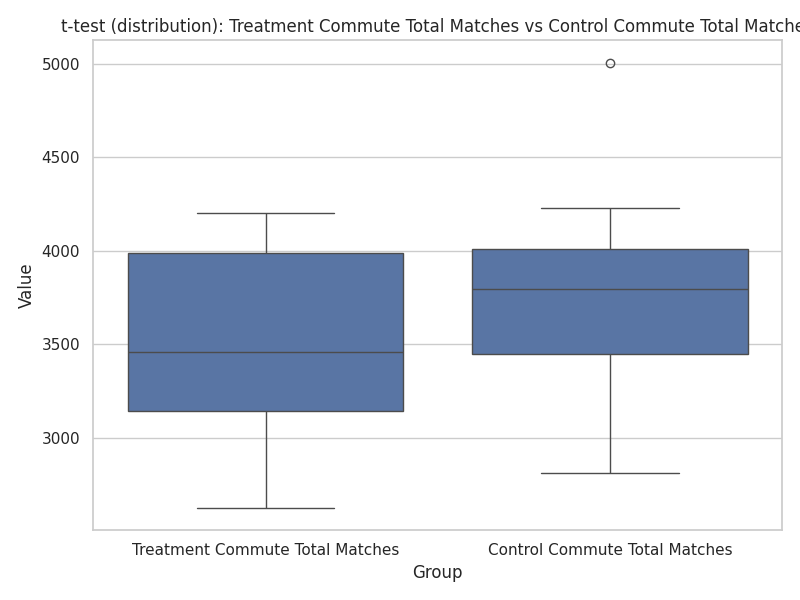 t-test (distribution): Treatment Commute Total Matches vs Control Commute Total Matche
5000
4500
4000
3500
3000
Value
Treatment Commute Total Matches
Control Commute Total Matches
Group